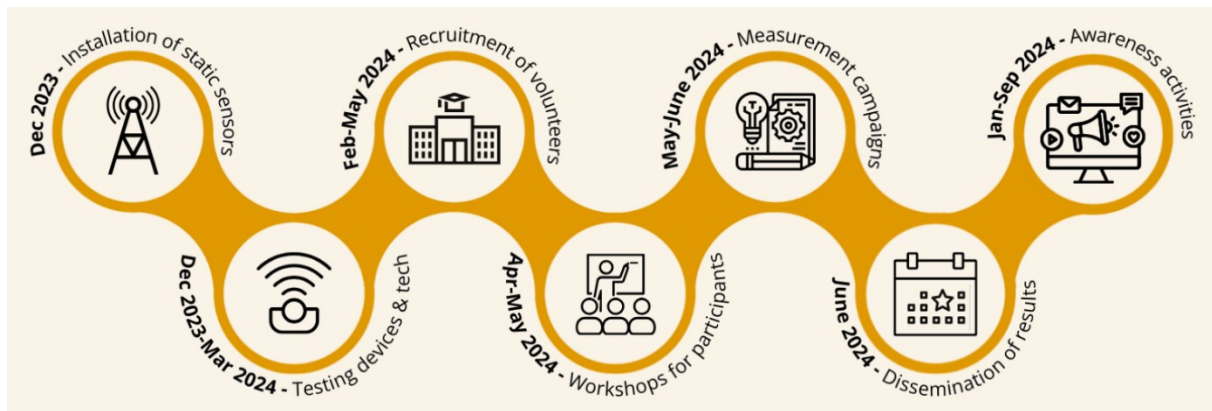 Dec 2023 - Installation of static sensors
Dec 2023-Mar 2024 - Testing devices & tech
Feb-May 2024 - Recruitment of volunteers
Apr-May 2024 - Workshops for participants
May-June 2024 - Measurement campaigns
June 2024 - Dissemination of results
Jan-Sep 2024 - Awareness activities